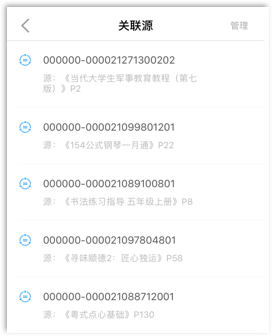 关联源
管理
000000-000021271300202
源：《当代大学生军事教育教程（第七
版）》P2
000000-000021099801201
源：《154公式钢琴一月通》P22
000000-000021089100801
源：《书法练习指导 五年级上册》P8
000000-000021097804801
源：《寻味顺德2：匠心独运》P58
000000-000021088712001
源：《粤式点心基础》P130